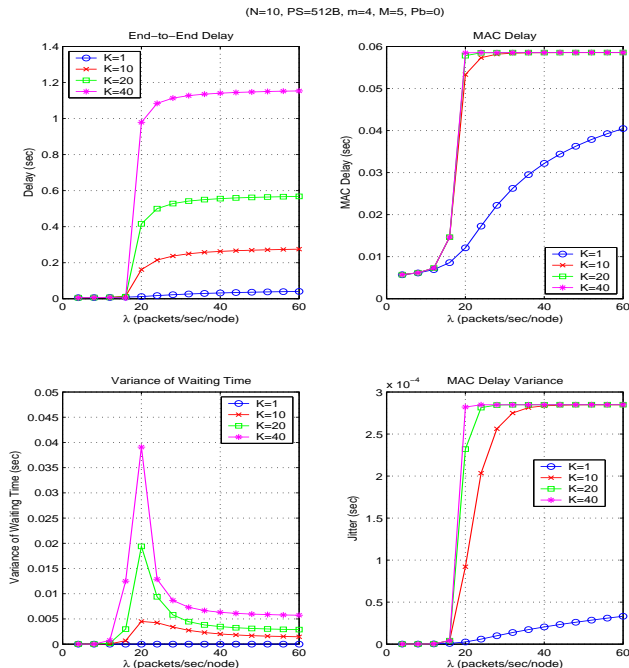 (N=10, PS=512B, m=4, M=5, Pb=0)
End−to−End Delay
1.4
1.2
1
0.8
0.6
0.4
0.2
0
0
20
40
60
Delay (sec)
λ (packets/sec/node)
K=1
K=10
K=20
K=40
MAC Delay
0.06
0.05
0.04
0.03
0.02
0.01
0
0
20
40
60
MAC Delay (sec)
λ (packets/sec/node)
K=1
K=10
K=20
K=40
Variance of Waiting Time
0.05
0.045
0.04
0.035
0.03
0.025
0.02
0.015
0.01
0.005
0
0
20
40
60
Variance of Waiting Time (sec)
λ (packets/sec/node)
K=1
K=10
K=20
K=40
MAC Delay Variance
x 10⁻⁴
3
2.5
2
1.5
1
0.5
0
0
20
40
60
Jitter (sec)
λ (packets/sec/node)
K=1
K=10
K=20
K=40